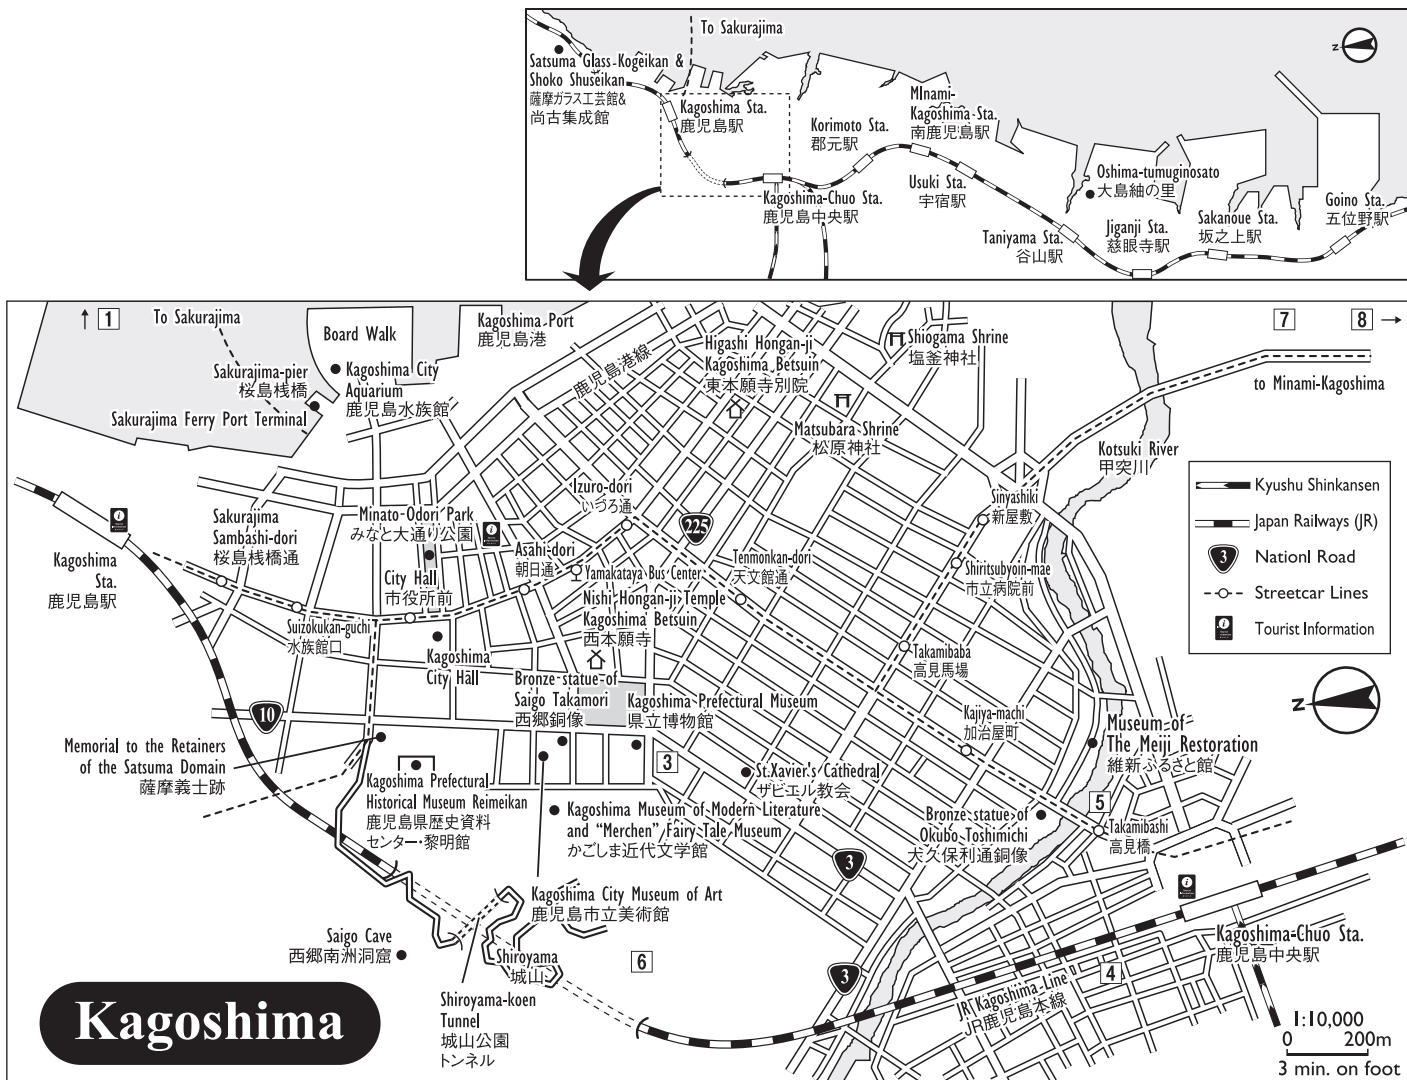 To Sakurajima
N
Satsuma Glass Kogeikan &
Shoko Shuseikan
薩摩ガラス工芸館&
尚古集成館
Kagoshima Sta.
鹿児島駅
Korimoto Sta.
郡元駅
MInami-
Kagoshima Sta.
南鹿児島駅
Usuki Sta.
宇宿駅
Oshima-tumuginosato
大島紬の里
Kagoshima-Chuo Sta.
鹿児島中央駅
Taniyama Sta.
谷山駅
Jiganji Sta.
慈眼寺駅
Sakanoue Sta.
坂之上駅
Goino Sta.
五位野駅
1
To Sakurajima
Board Walk
Kagoshima Port
鹿児島港
鹿児島港線
Higashi Hongan-ji
Kagoshima Betsuin
東本願寺別院
Shiogama Shrine
塩釜神社
7
8
to Minami-Kagoshima
Sakurajima-pier
桜島桟橋
Kagoshima City
Aquarium
鹿児島水族館
Sakurajima Ferry Port Terminal
Matsubara Shrine
松原神社
Kotsuki River
甲突川
Kyushu Shinkansen
Japan Railways (JR)
3
Nationl Road
Streetcar Lines
Tourist Information
N
Kagoshima
Sta.
鹿児島駅
Sakurajima
Sambashi-dori
桜島桟橋通
Minato-Odori Park
みなと大通り公園
Izuro-dori
いづろ通
225
Sinyashiki
新屋敷
Asahi-dori
朝日通
Yamakataya Bus Center
Tenmonkan-dori
天文館通
Shiritsubyoin-mae
市立病院前
City Hall
市役所前
Nishi-Hongan-ji Temple
Kagoshima Betsuin
西本願寺
Suizokukan-guchi
水族館口
Kagoshima
City Hall
Takamibaba
高見馬場
Bronze-statue-of
Saigo Takamori
西郷銅像
Kagoshima Prefectural Museum
県立博物館
10
Kajiya-machi
加治屋町
Museum of
The Meiji Restoration
維新ふるさと館
Memorial to the Retainers
of the Satsuma Domain
薩摩義士跡
3
Kagoshima Prefectural
Historical Museum Reimeikan
鹿児島県歴史資料
センター・黎明館
St.Xavier's Cathedral
ザビエル教会
Kagoshima Museum of Modern Literature
and “Merchen” Fairy Tale Museum
かごしま近代文学館
Bronze statue of
Okubo Toshimichi
大久保利通銅像
5
Takamibashi
高見橋
3
Kagoshima City Museum of Art
鹿児島市立美術館
Saigo Cave
西郷南洲洞窟
Shiroyama
城山
6
3
4
Kagoshima-Chuo Sta.
鹿児島中央駅
JR Kagoshima-Line
JR鹿児島本線
Shiroyama-koen
Tunnel
城山公園
トンネル
Kagoshima
1:10,000
0 200m
3 min. on foot